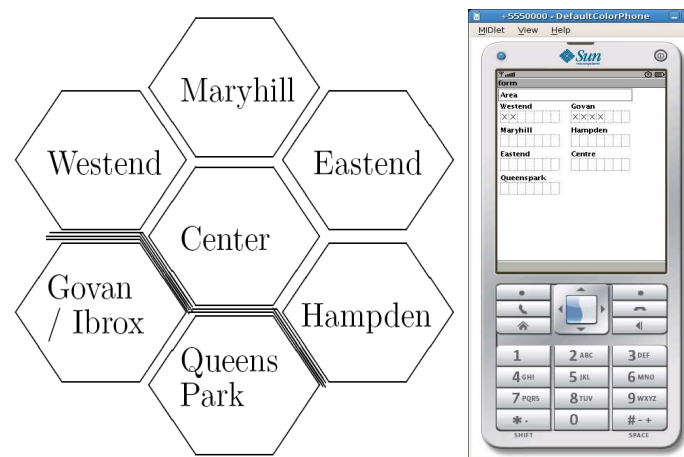 Maryhill
Westend
Eastend
Center
Govan
/ Ibrox
Hampden
Queens
Park
+5550000 - DefaultColorPhone
MIDlet View Help
Sun
form
Area
Westend Govan
XX XXXX
Maryhill Hampden
Eastend Centre
Queenspark
1 2 ABC 3 DEF
4 GHI 5 JKL 6 MNO
7 PQRS 8 TUV 9 WXYZ
* . 0 # - +
SHIFT SPACE